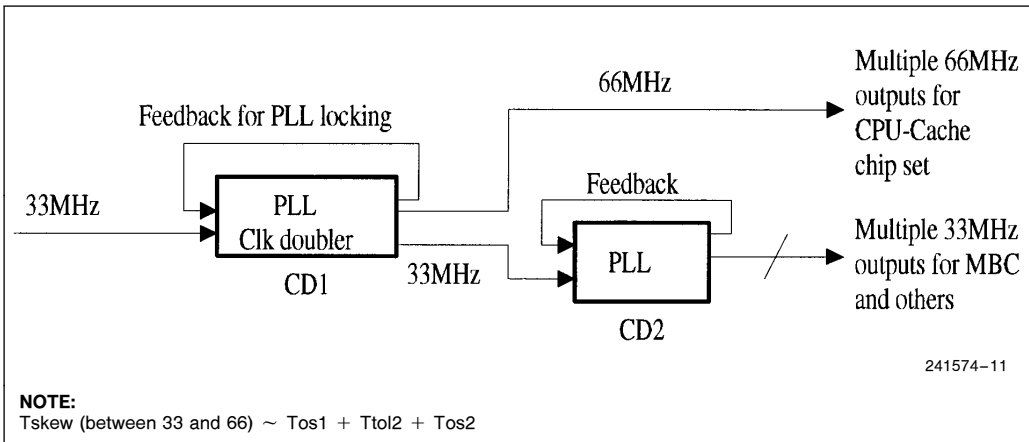 Feedback for PLL locking
33MHz
PLL
Clk doubler
CD1
66MHz
33MHz
Feedback
PLL
CD2
Multiple 66MHz
outputs for
CPU-Cache
chip set
Multiple 33MHz
outputs for MBC
and others
241574–11
NOTE:
Tskew (between 33 and 66) ~ Tos1 + Ttol2 + Tos2